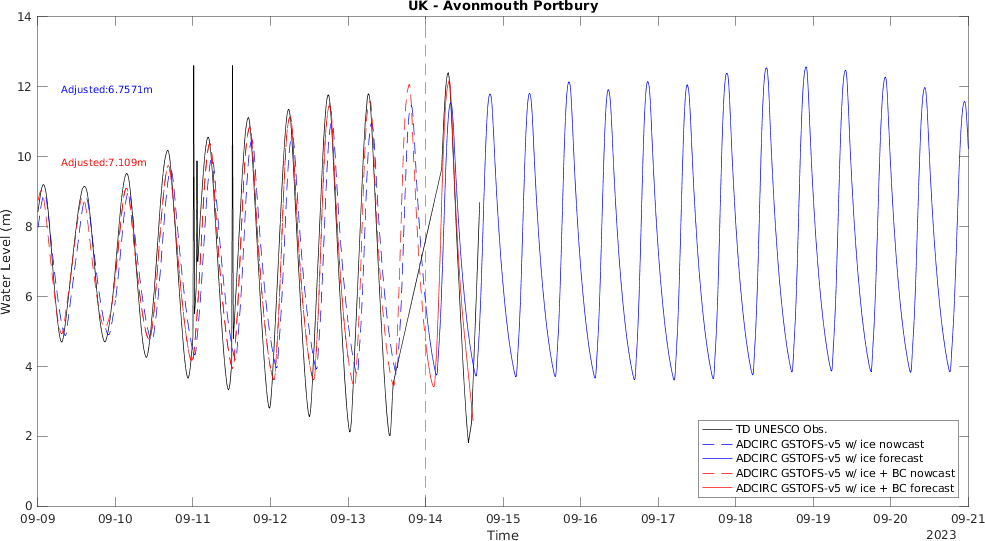 UK - Avonmouth Portbury
14
12
10
8
6
4
2
0
Water Level (m)
Adjusted:6.7571m
Adjusted:7.109m
TD UNESCO Obs.
ADCIRC GSTOFS-v5 w/ ice nowcast
ADCIRC GSTOFS-v5 w/ ice forecast
ADCIRC GSTOFS-v5 w/ ice + BC nowcast
ADCIRC GSTOFS-v5 w/ ice + BC forecast
09-09 09-10 09-11 09-12 09-13 09-14 09-15 09-16 09-17 09-18 09-19 09-20 09-21
Time
2023